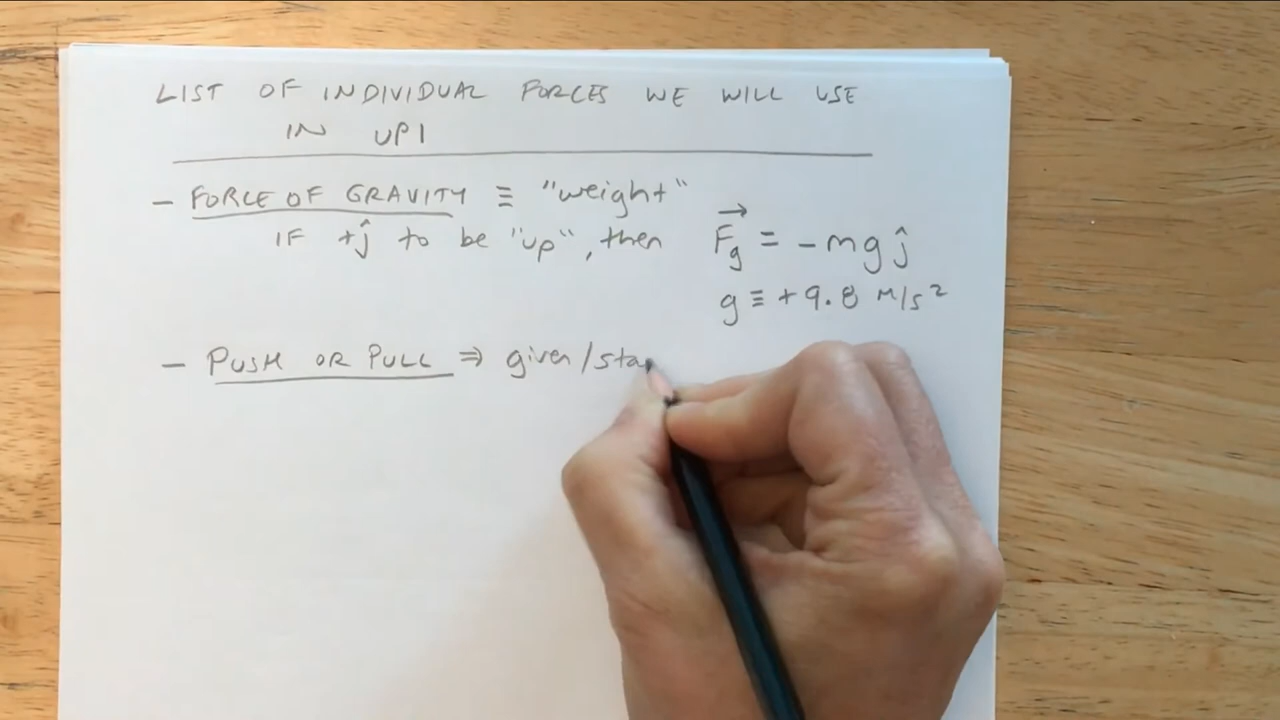 LIST OF INDIVIDUAL FORCES WE WILL USE
IN UP1
- FORCE OF GRAVITY ≡ "weight"
IF +ĵ to be "up", then F⃗g = -mgĵ
g ≡ +9.8 m/s²
- PUSH OR PULL ⇒ given/sta